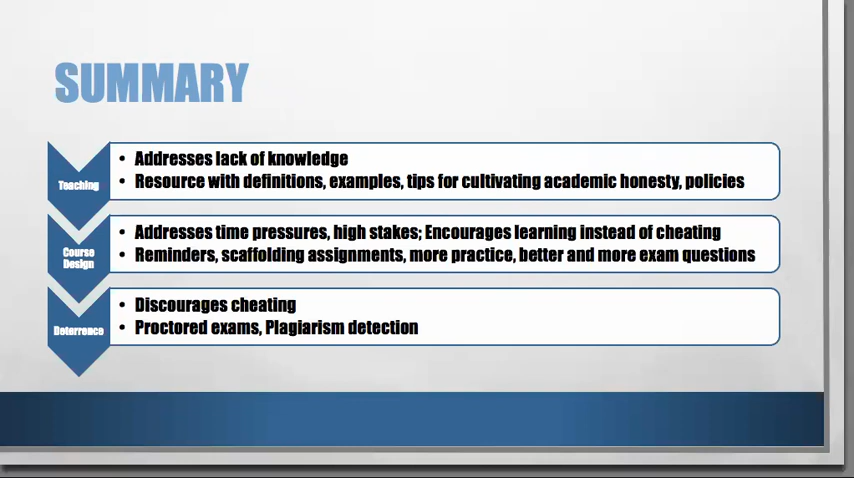 SUMMARY
Teaching
• Addresses lack of knowledge
• Resource with definitions, examples, tips for cultivating academic honesty, policies
Course
Design
• Addresses time pressures, high stakes; Encourages learning instead of cheating
• Reminders, scaffolding assignments, more practice, better and more exam questions
Deterrence
• Discourages cheating
• Proctored exams, Plagiarism detection